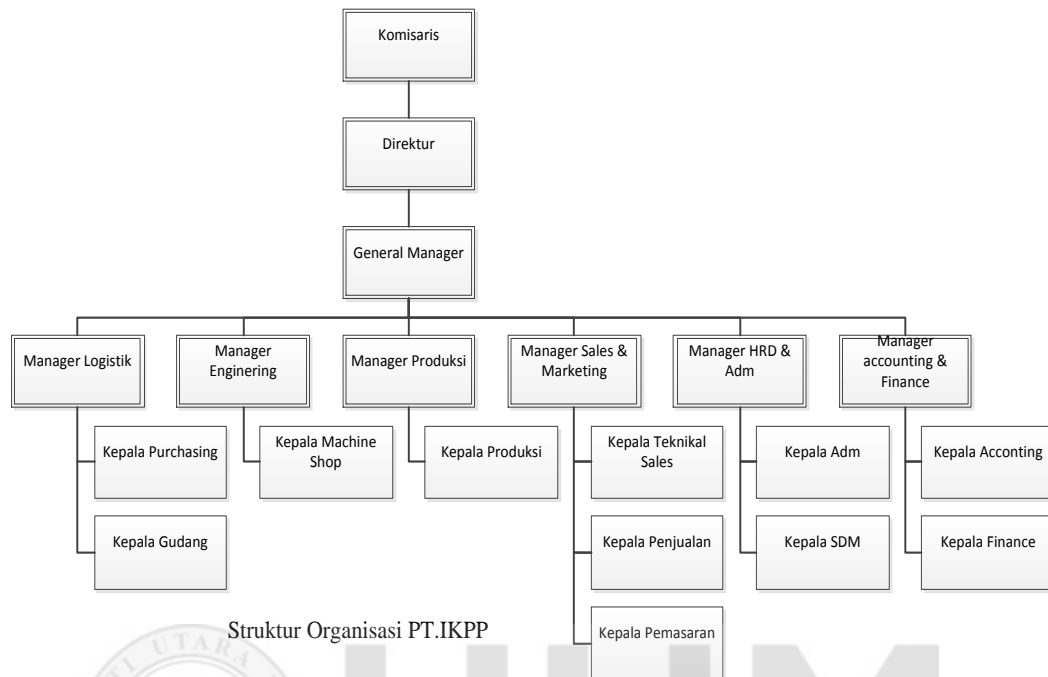 Komisaris
Direktur
General Manager
Manager Logistik
Manager
Enginering
Manager Produksi
Manager Sales &
Marketing
Manager HRD &
Adm
Manager
accounting &
Finance
Kepala Purchasing
Kepala Machine
Shop
Kepala Produksi
Kepala Teknikal
Sales
Kepala Adm
Kepala Acconting
Kepala Gudang
Kepala Penjualan
Kepala SDM
Kepala Finance
Kepala Pemasaran
Struktur Organisasi PT.IKPP
UTARA